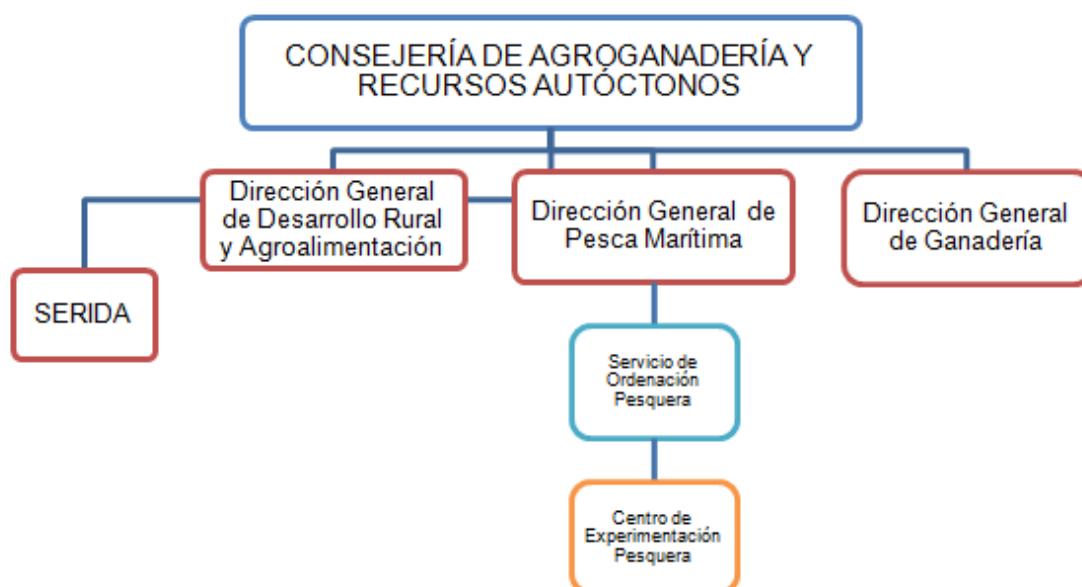 CONSEJERÍA DE AGROGANADERÍA Y
RECURSOS AUTÓCTONOS
Dirección General
de Desarrollo Rural
y Agroalimentación
Dirección General de
Pesca Marítima
Dirección General
de Ganadería
SERIDA
Servicio de
Ordenación
Pesquera
Centro de
Experimentación
Pesquera